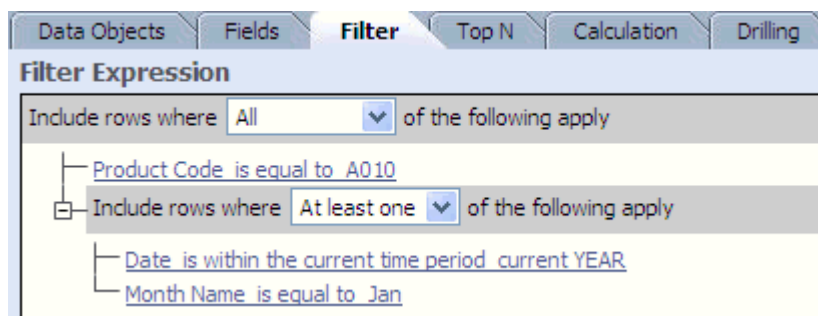 Data Objects Fields Filter Top N Calculation Drilling
Filter Expression
Include rows where All of the following apply
Product Code is equal to A010
Include rows where At least one of the following apply
Date is within the current time period current YEAR
Month Name is equal to Jan